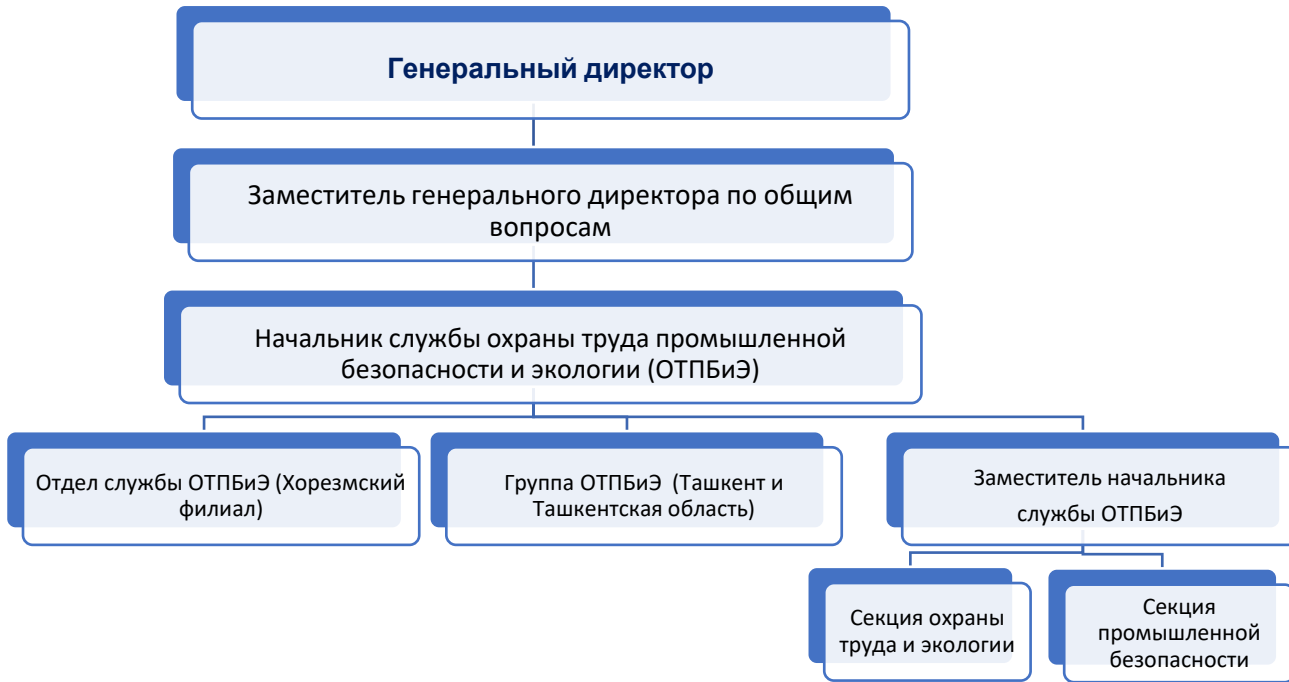 Генеральный директор
Заместитель генерального директора по общим
вопросам
Начальник службы охраны труда промышленной
безопасности и экологии (ОТПБиЭ)
Отдел службы ОТПБиЭ (Хорезмский
филиал)
Группа ОТПБиЭ (Ташкент и
Ташкентская область)
Заместитель начальника
службы ОТПБиЭ
Секция охраны
труда и экологии
Секция
промышленной
безопасности